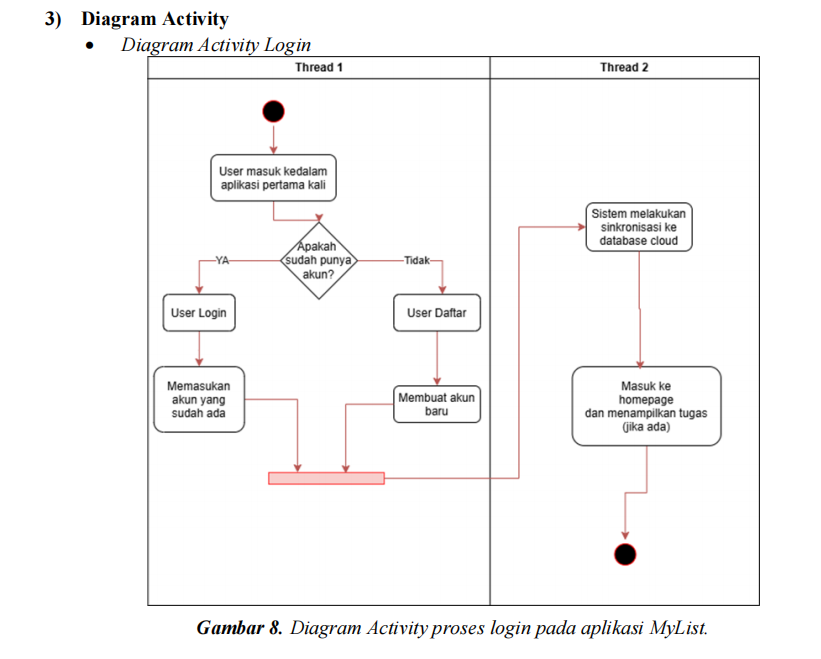 3) Diagram Activity
• Diagram Activity Login
Thread 1
Thread 2
User masuk kedalam
aplikasi pertama kali
Apakah
sudah punya
akun?
YA
Tidak
User Login
User Daftar
Memasukan
akun yang
sudah ada
Membuat akun
baru
Sistem melakukan
sinkronisasi ke
database cloud
Masuk ke
homepage
dan menampilkan tugas
(jika ada)
Gambar 8. Diagram Activity proses login pada aplikasi MyList.